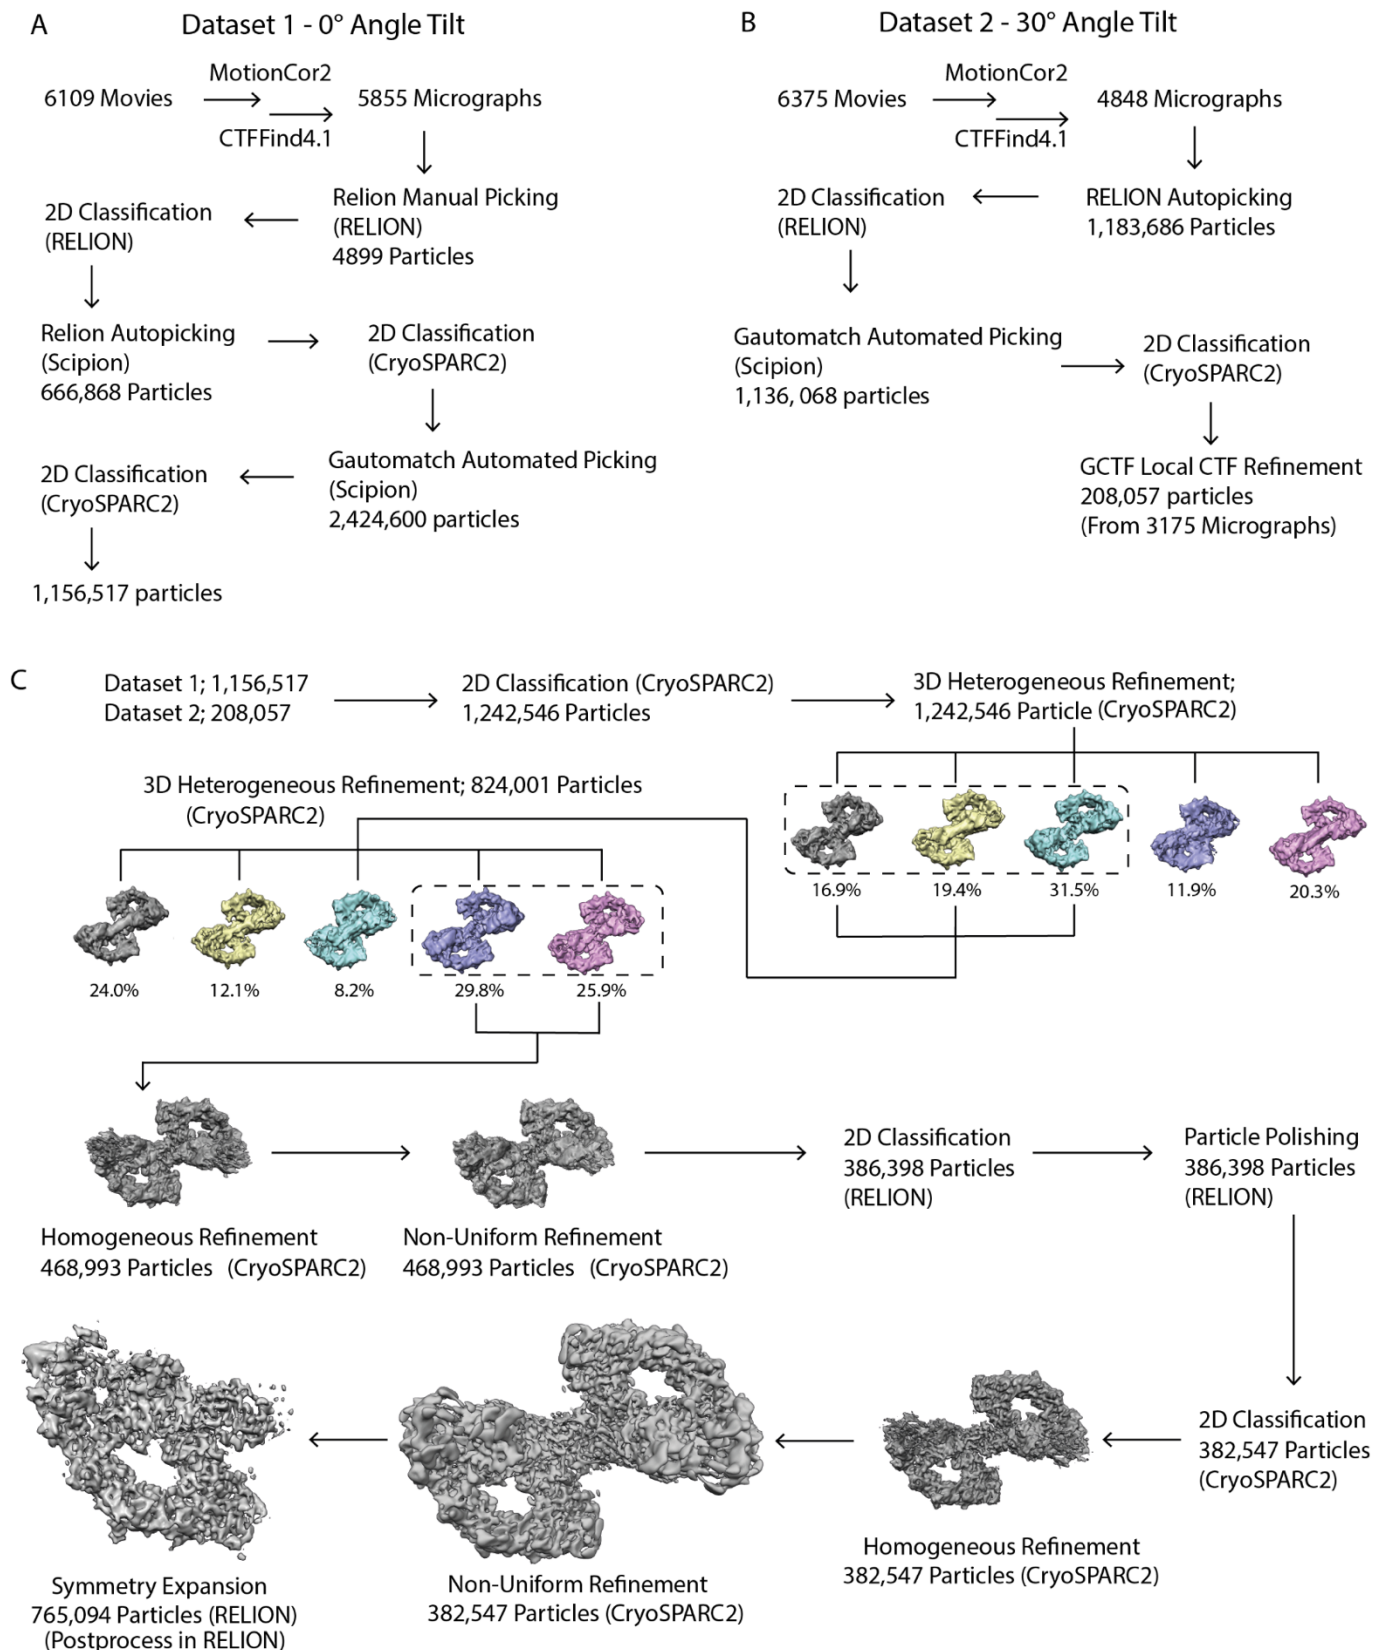 A
Dataset 1 - 0° Angle Tilt
6109 Movies
MotionCor2
CTFFind4.1
5855 Micrographs
Relion Manual Picking
(RELION)
4899 Particles
2D Classification
(RELION)
Relion Autopicking
(Scipion)
666,868 Particles
2D Classification
(CryoSPARC2)
Gautomatch Automated Picking
(Scipion)
2,424,600 particles
2D Classification
(CryoSPARC2)
1,156,517 particles
B
Dataset 2 - 30° Angle Tilt
6375 Movies
MotionCor2
CTFFind4.1
4848 Micrographs
RELION Autopicking
1,183,686 Particles
2D Classification
(RELION)
Gautomatch Automated Picking
(Scipion)
1,136, 068 particles
2D Classification
(CryoSPARC2)
GCTF Local CTF Refinement
208,057 particles
(From 3175 Micrographs)
C
Dataset 1; 1,156,517
Dataset 2; 208,057
2D Classification (CryoSPARC2)
1,242,546 Particles
3D Heterogeneous Refinement;
1,242,546 Particle (CryoSPARC2)
16.9%
19.4%
31.5%
11.9%
20.3%
3D Heterogeneous Refinement; 824,001 Particles
(CryoSPARC2)
24.0%
12.1%
8.2%
29.8%
25.9%
Homogeneous Refinement
468,993 Particles (CryoSPARC2)
Non-Uniform Refinement
468,993 Particles (CryoSPARC2)
2D Classification
386,398 Particles
(RELION)
Particle Polishing
386,398 Particles
(RELION)
2D Classification
382,547 Particles
(CryoSPARC2)
Homogeneous Refinement
382,547 Particles (CryoSPARC2)
Non-Uniform Refinement
382,547 Particles (CryoSPARC2)
Symmetry Expansion
765,094 Particles (RELION)
(Postprocess in RELION)